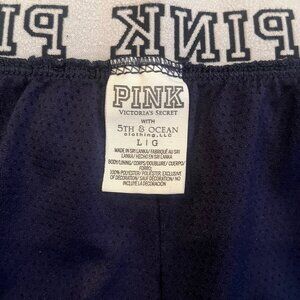 PINK PINK
PINK
VICTORIA'S SECRET
WITH
5TH & OCEAN
clothing, LLC
L | G
MADE IN SRI LANKA / FABRIQUÉ AU SRI
LANKA / HECHO EN SRI LANKA
BODY/LINING / CORPS/DOUBLURE / CUERPO/
FORRO:
100% POLYESTER/ POLYESTER. EXCLUSIVE
OF DECORATION / SAUF DÉCORATION / NO
INCLUYE LA DECORACIÓN